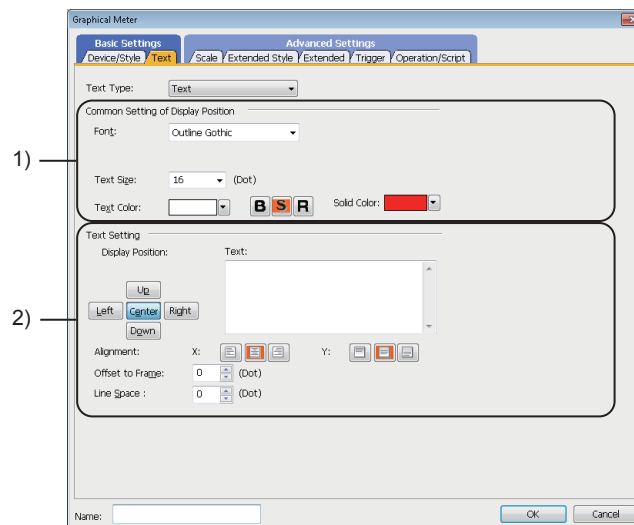 Graphical Meter
Basic Settings Advanced Settings
Device/Style Text Scale Extended Style Extended Trigger Operation/Script
Text Type: Text
1)
Common Setting of Display Position
Font: Outline Gothic
Text Size: 16 (Dot)
Text Color: B S R Solid Color:
2)
Text Setting
Display Position: Text:
Up
Left Center Right
Down
Alignment: X: Y:
Offset to Frame: 0 (Dot)
Line Space : 0 (Dot)
Name: OK Cancel